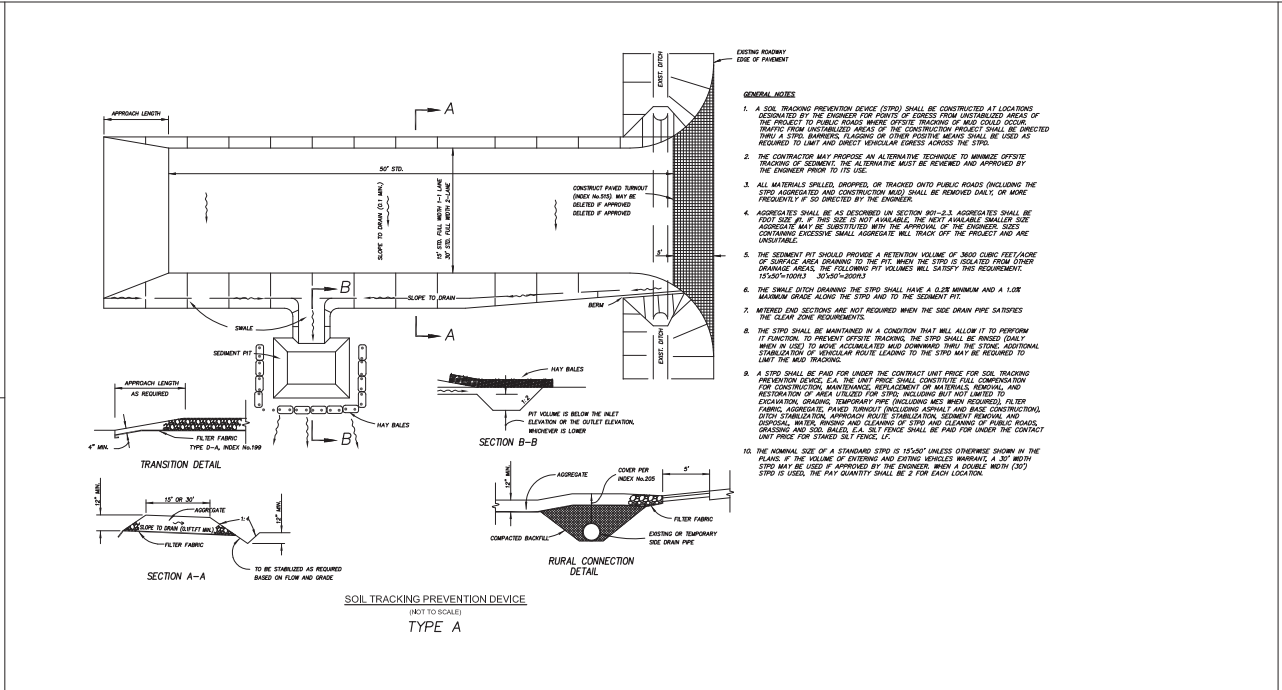 EXISTING ROADWAY
EDGE OF PAVEMENT
EXIST. DITCH
A
APPROACH LENGTH
50" STD.
SLOPE TO DRAIN (0.1 MIN.)
15" STD. FULL WIDTH 1-1 LANE
30" STD. FULL WIDTH 2-LANE
CONSTRUCT PAVED TURNOUT
(INDEX No.515). MAY BE
DELETED IF APPROVED
DELETED IF APPROVED
5'
B
SLOPE TO DRAIN
BERM
SWALE
A
EXIST. DITCH
SEDIMENT PIT
HAY BALES
B
APPROACH LENGTH
AS REQUIRED
4" MIN.
FILTER FABRIC
TYPE D-A, INDEX No.199
TRANSITION DETAIL
HAY BALES
1:2
PIT VOLUME IS BELOW THE INLET
ELEVATION OR THE OUTLET ELEVATION,
WHICHEVER IS LOWER
SECTION B-B
12" MIN.
15" OR 30'
AGGREGATE
1:4
12" MIN.
SLOPE TO DRAIN (0.1FT.FT MIN.)
FILTER FABRIC
TO BE STABILIZED AS REQUIRED
BASED ON FLOW AND GRADE
SECTION A-A
12" MIN.
AGGREGATE
COVER PER
INDEX No.205
5'
FILTER FABRIC
COMPACTED BACKFILL
EXISTING OR TEMPORARY
SIDE DRAIN PIPE
RURAL CONNECTION
DETAIL
SOIL TRACKING PREVENTION DEVICE
(NOT TO SCALE)
TYPE A
GENERAL NOTES
1. A SOIL TRACKING PREVENTION DEVICE (STPD) SHALL BE CONSTRUCTED AT LOCATIONS
DESIGNATED BY THE ENGINEER FOR POINTS OF EGRESS FROM UNSTABILIZED AREAS OF
THE PROJECT TO PUBLIC ROADS WHERE OFFSITE TRACKING OF MUD COULD OCCUR.
TRAFFIC FROM UNSTABILIZED AREAS OF THE CONSTRUCTION PROJECT SHALL BE DIRECTED
THRU A STPD. BARRIERS, FLAGGING OR OTHER POSITIVE MEANS SHALL BE USED AS
REQUIRED TO LIMIT AND DIRECT VEHICULAR EGRESS ACROSS THE STPD.
2. THE CONTRACTOR MAY PROPOSE AN ALTERNATIVE TECHNIQUE TO MINIMIZE OFFSITE
TRACKING OF SEDIMENT. THE ALTERNATIVE MUST BE REVIEWED AND APPROVED BY
THE ENGINEER PRIOR TO ITS USE.
3. ALL MATERIALS SPILLED, DROPPED, OR TRACKED ONTO PUBLIC ROADS (INCLUDING THE
STPD AGGREGATED AND CONSTRUCTION MUD) SHALL BE REMOVED DAILY, OR MORE
FREQUENTLY IF SO DIRECTED BY THE ENGINEER.
4. AGGREGATES SHALL BE AS DESCRIBED UN SECTION 901-2.3. AGGREGATES SHALL BE
FDOT SIZE #1. IF THIS SIZE IS NOT AVAILABLE, THE NEXT AVAILABLE SMALLER SIZE
AGGREGATE MAY BE SUBSTITUTED WITH THE APPROVAL OF THE ENGINEER. SIZES
CONTAINING EXCESSIVE SMALL AGGREGATE WILL TRACK OFF THE PROJECT AND ARE
UNSUITABLE.
5. THE SEDIMENT PIT SHOULD PROVIDE A RETENTION VOLUME OF 3600 CUBIC FEET/ACRE
OF SURFACE AREA DRAINING TO THE PIT. WHEN THE STPD IS ISOLATED FROM OTHER
DRAINAGE AREAS, THE FOLLOWING PIT VOLUMES WILL SATISFY THIS REQUIREMENT.
15"x50"=100ft3 30"x50"=200ft3
6. THE SWALE DITCH DRAINING THE STPD SHALL HAVE A 0.2% MINIMUM AND A 1.0%
MAXIMUM GRADE ALONG THE STPD AND TO THE SEDIMENT PIT.
7. MITERED END SECTIONS ARE NOT REQUIRED WHEN THE SIDE DRAIN PIPE SATISFIES
THE CLEAR ZONE REQUIREMENTS.
8. THE STPD SHALL BE MAINTAINED IN A CONDITION THAT WILL ALLOW IT TO PERFORM
IT FUNCTION. TO PREVENT OFFSITE TRACKING, THE STPD SHALL BE RINSED (DAILY
WHEN IN USE) TO MOVE ACCUMULATED MUD DOWNWARD THRU THE STONE. ADDITIONAL
STABILIZATION OF VEHICULAR ROUTE LEADING TO THE STPD MAY BE REQUIRED TO
LIMIT THE MUD TRACKING.
9. A STPD SHALL BE PAID FOR UNDER THE CONTRACT UNIT PRICE FOR SOIL TRACKING
PREVENTION DEVICE, E.A. THE UNIT PRICE SHALL CONSTITUTE FULL COMPENSATION
FOR CONSTRUCTION, MAINTENANCE, REPLACEMENT OR MATERIALS, REMOVAL, AND
RESTORATION OF AREA UTILIZED FOR STPD; INCLUDING BUT NOT LIMITED TO
EXCAVATION, GRADING, TEMPORARY PIPE (INCLUDING MES WHEN REQUIRED), FILTER
FABRIC, AGGREGATE, PAVED TURNOUT (INCLUDING ASPHALT AND BASE CONSTRUCTION),
DITCH STABILIZATION, APPROACH ROUTE STABILIZATION, SEDIMENT REMOVAL AND
DISPOSAL, WATER, RINSING AND CLEANING OF STPD AND CLEANING OF PUBLIC ROADS,
GRASSING AND SOD. BALED, E.A. SILT FENCE SHALL BE PAID FOR UNDER THE CONTACT
UNIT PRICE FOR STAKED SILT FENCE, LF.
10. THE NOMINAL SIZE OF A STANDARD STPD IS 15"x50" UNLESS OTHERWISE SHOWN IN THE
PLANS. IF THE VOLUME OF ENTERING AND EXITING VEHICLES WARRANT, A 30" WIDTH
STPD MAY BE USED IF APPROVED BY THE ENGINEER. WHEN A DOUBLE WIDTH (30")
STPD IS USED, THE PAY QUANTITY SHALL BE 2 FOR EACH LOCATION.